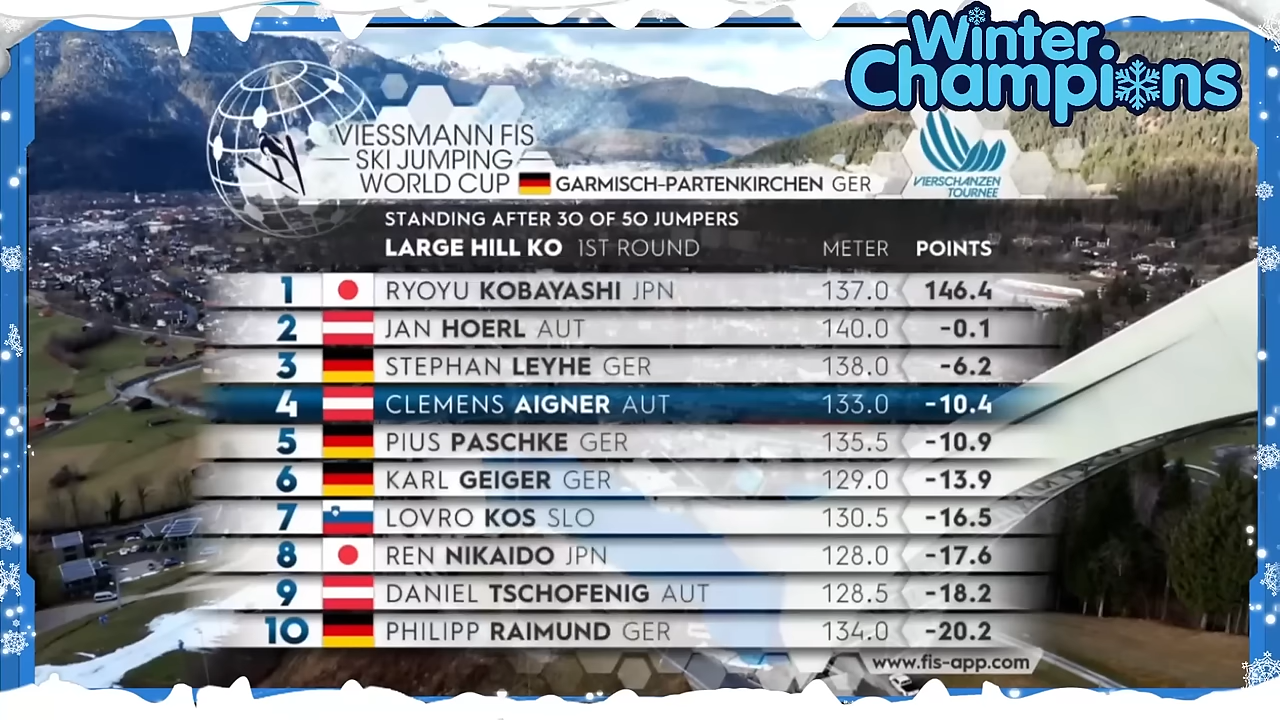 Winter
Champions
VIESSMANN FIS
SKI JUMPING
WORLD CUP GARMISCH-PARTENKIRCHEN GER
VIERSCHANZEN
TOURNEE
STANDING AFTER 30 OF 50 JUMPERS
LARGE HILL KO 1ST ROUND METER POINTS
1 RYOYU KOBAYASHI JPN 137.0 146.4
2 JAN HOERL AUT 140.0 -0.1
3 STEPHAN LEYHE GER 138.0 -6.2
4 CLEMENS AIGNER AUT 133.0 -10.4
5 PIUS PASCHKE GER 135.5 -10.9
6 KARL GEIGER GER 129.0 -13.9
7 LOVRO KOS SLO 130.5 -16.5
8 REN NIKAIDO JPN 128.0 -17.6
9 DANIEL TSCHOFENIG AUT 128.5 -18.2
10 PHILIPP RAIMUND GER 134.0 -20.2
www.fis-app.com